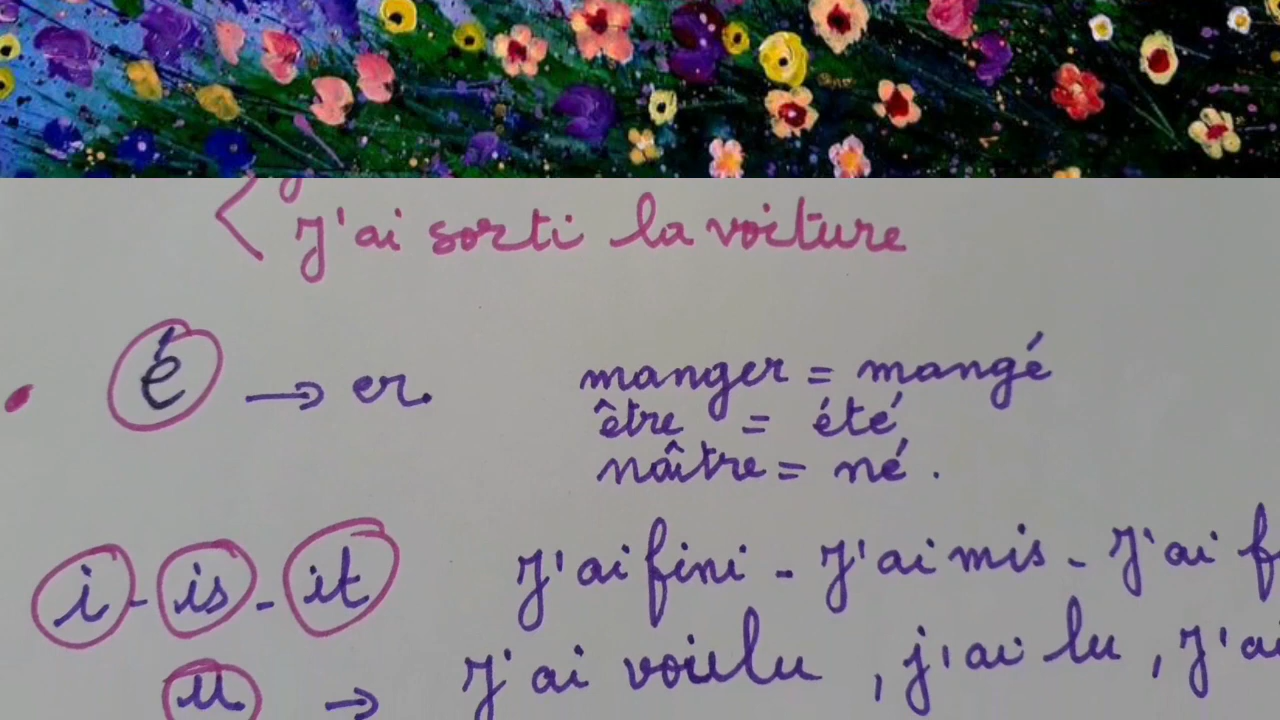 J'ai sorti la voiture
é → er. manger = mangé
être = été
naître = né.
i - is - it J'ai fini - J'ai mis - J'ai f
u → J'ai voulu, j'ai lu, J'ai